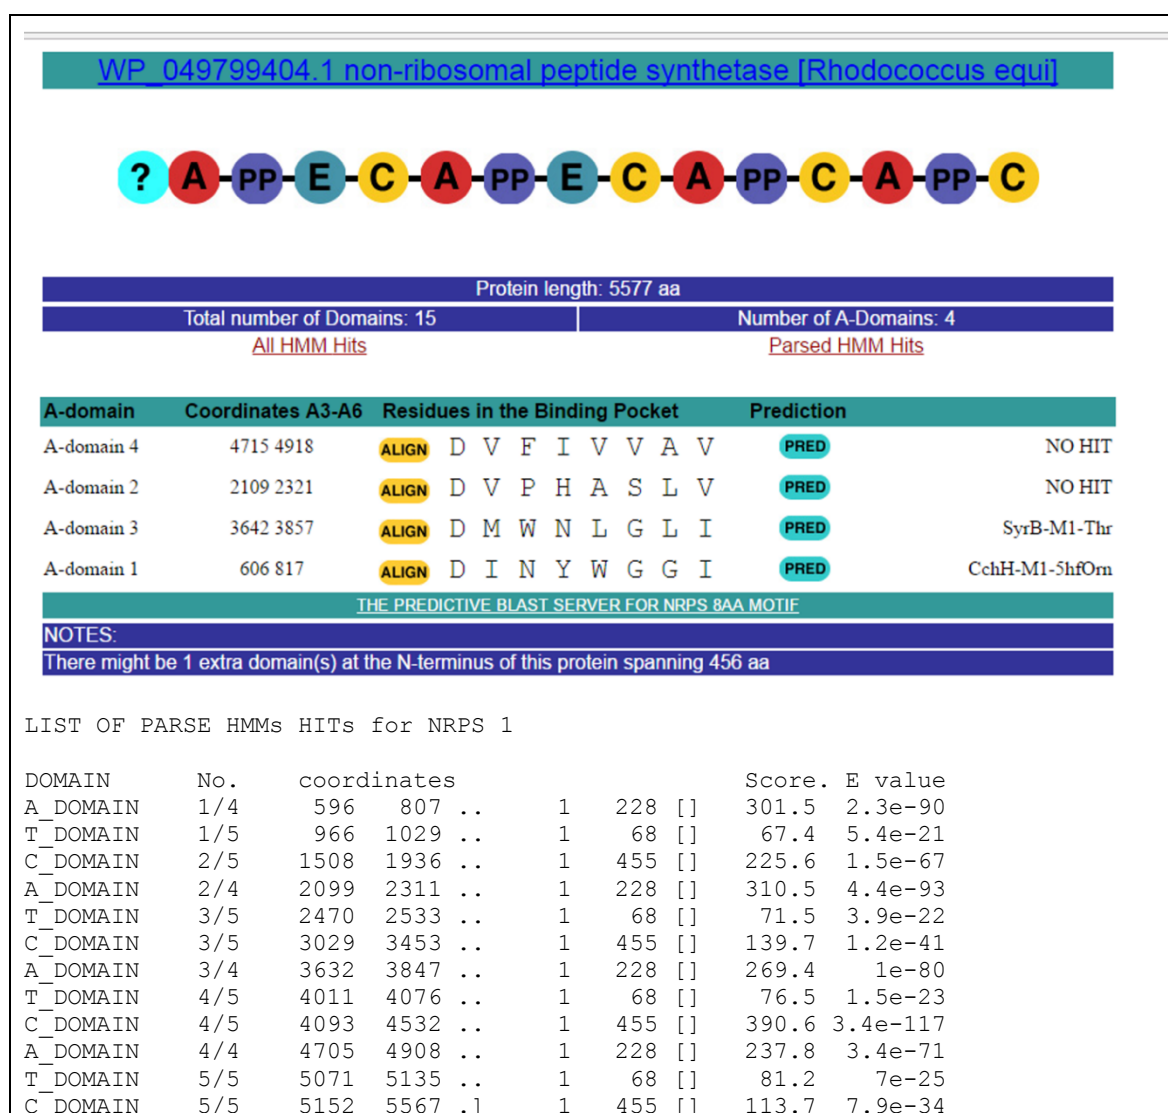 WP_049799404.1 non-ribosomal peptide synthetase [Rhodococcus equi]
? A PP E C A PP E C A PP C A PP C
Protein length: 5577 aa
Total number of Domains: 15 Number of A-Domains: 4
All HMM Hits Parsed HMM Hits
A-domain Coordinates A3-A6 Residues in the Binding Pocket Prediction
A-domain 4 4715 4918 ALIGN D V F I V V A V PRED NO HIT
A-domain 2 2109 2321 ALIGN D V P H A S L V PRED NO HIT
A-domain 3 3642 3857 ALIGN D M W N L G L I PRED SyrB-M1-Thr
A-domain 1 606 817 ALIGN D I N Y W G G I PRED CchH-M1-5hfOrn
THE PREDICTIVE BLAST SERVER FOR NRPS 8AA MOTIF
NOTES:
There might be 1 extra domain(s) at the N-terminus of this protein spanning 456 aa
LIST OF PARSE HMMs HITs for NRPS 1
DOMAIN No. coordinates Score. E value
A_DOMAIN 1/4 596 807 .. 1 228 [] 301.5 2.3e-90
T_DOMAIN 1/5 966 1029 .. 1 68 [] 67.4 5.4e-21
C_DOMAIN 2/5 1508 1936 .. 1 455 [] 225.6 1.5e-67
A_DOMAIN 2/4 2099 2311 .. 1 228 [] 310.5 4.4e-93
T_DOMAIN 3/5 2470 2533 .. 1 68 [] 71.5 3.9e-22
C_DOMAIN 3/5 3029 3453 .. 1 455 [] 139.7 1.2e-41
A_DOMAIN 3/4 3632 3847 .. 1 228 [] 269.4 1e-80
T_DOMAIN 4/5 4011 4076 .. 1 68 [] 76.5 1.5e-23
C_DOMAIN 4/5 4093 4532 .. 1 455 [] 390.6 3.4e-117
A_DOMAIN 4/4 4705 4908 .. 1 228 [] 237.8 3.4e-71
T_DOMAIN 5/5 5071 5135 .. 1 68 [] 81.2 7e-25
C_DOMAIN 5/5 5152 5567 .] 1 455 [] 113.7 7.9e-34